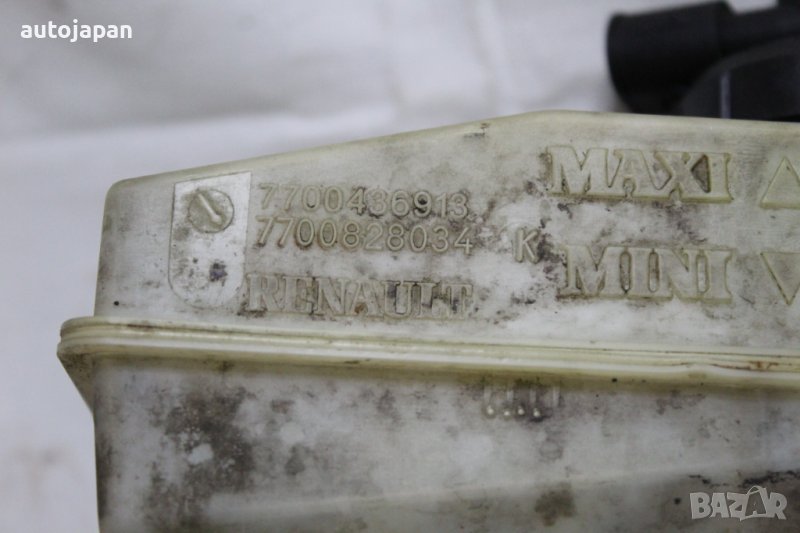 autojapan
7700436913
7700828034 K
RENAULT
MAXI
MINI
BAZAR